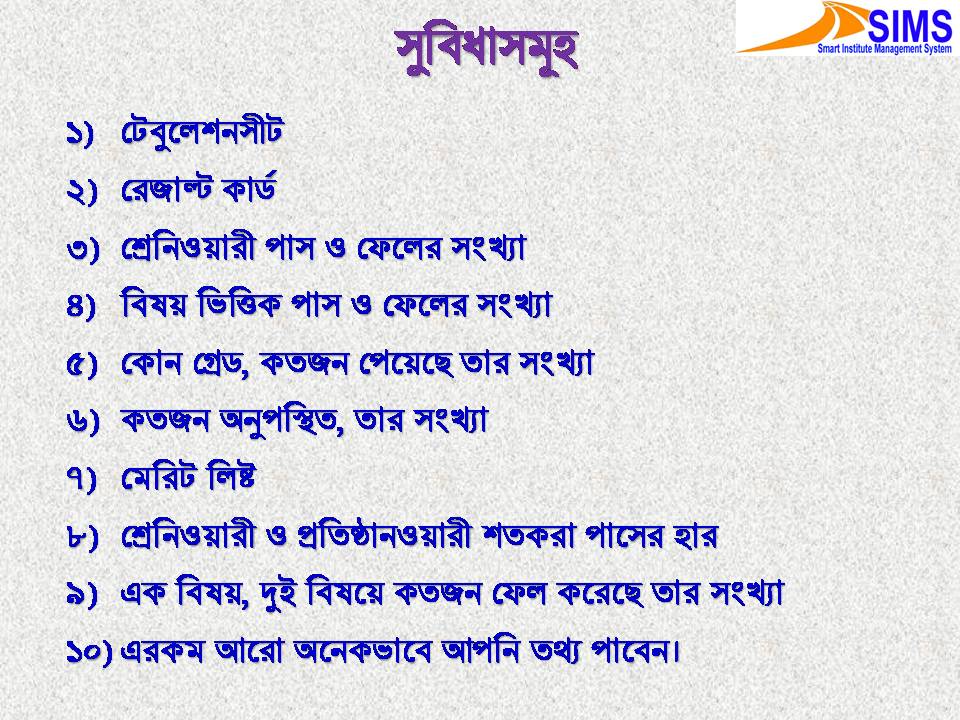 সুবিধাসমূহ
SIMS
Smart Institute Management System
১) টেবুলেশনসীট
২) রেজাল্ট কার্ড
৩) শ্রেনিওয়ারী পাস ও ফেলের সংখ্যা
৪) বিষয় ভিত্তিক পাস ও ফেলের সংখ্যা
৫) কোন গ্রেড, কতজন পেয়েছে তার সংখ্যা
৬) কতজন অনুপস্থিত, তার সংখ্যা
৭) মেরিট লিষ্ট
৮) শ্রেনিওয়ারী ও প্রতিষ্ঠানওয়ারী শতকরা পাসের হার
৯) এক বিষয়, দুই বিষয়ে কতজন ফেল করেছে তার সংখ্যা
১০) এরকম আরো অনেকভাবে আপনি তথ্য পাবেন।